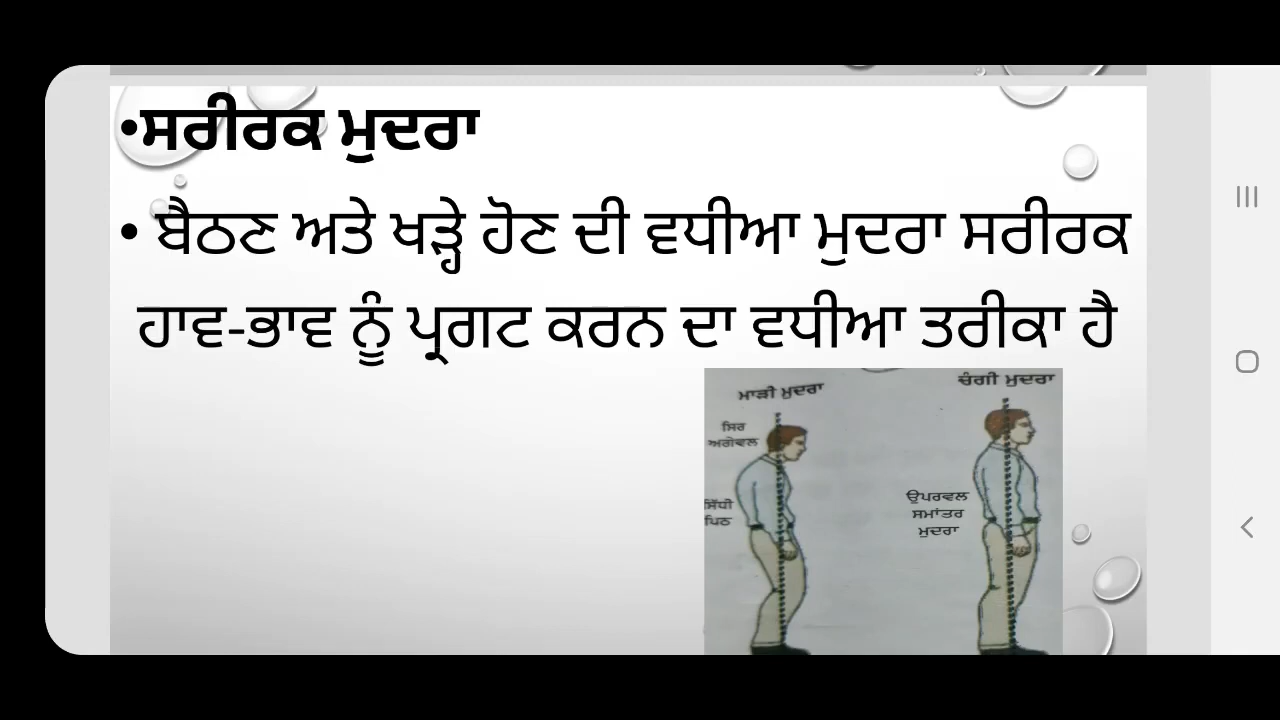 •ਸਰੀਰਕ ਮੁਦਰਾ
• ਬੈਠਣ ਅਤੇ ਖੜ੍ਹੇ ਹੋਣ ਦੀ ਵਧੀਆ ਮੁਦਰਾ ਸਰੀਰਕ
ਹਾਵ-ਭਾਵ ਨੂੰ ਪ੍ਰਗਟ ਕਰਨ ਦਾ ਵਧੀਆ ਤਰੀਕਾ ਹੈ
ਮਾੜੀ ਮੁਦਰਾ
ਸਿਰ
ਅਗੇਵਲ
ਸਿੱਧੀ
ਪਿਠ
ਚੰਗੀ ਮੁਦਰਾ
ਉਪਰਵਲ
ਸਮਾਂਤਰ
ਮੁਦਰਾ